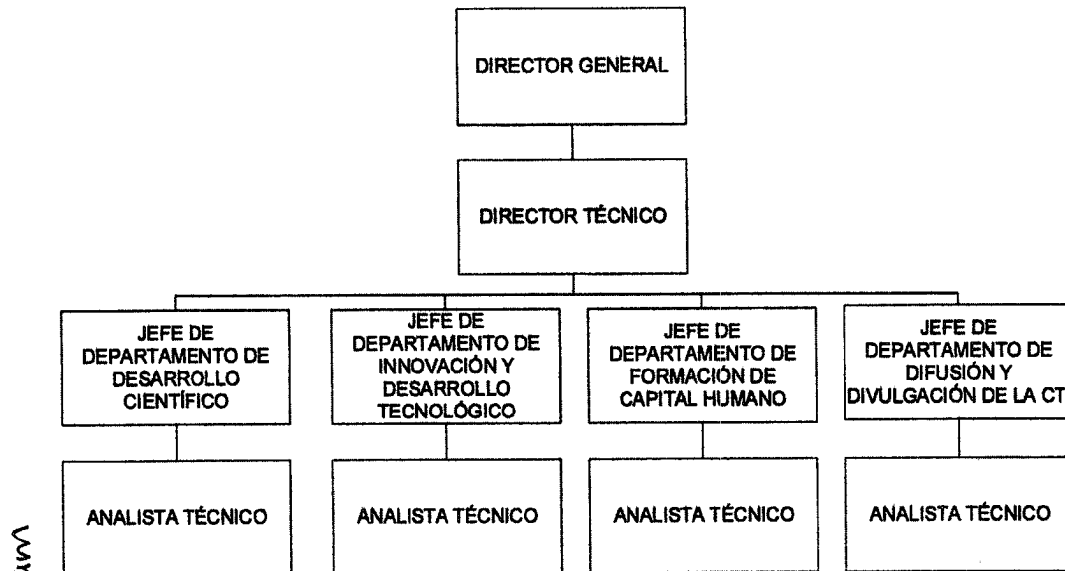 DIRECTOR GENERAL
DIRECTOR TÉCNICO
JEFE DE
DEPARTAMENTO DE
DESARROLLO
CIENTÍFICO
JEFE DE
DEPARTAMENTO DE
INNOVACIÓN Y
DESARROLLO
TECNOLÓGICO
JEFE DE
DEPARTAMENTO DE
FORMACIÓN DE
CAPITAL HUMANO
JEFE DE
DEPARTAMENTO DE
DIFUSIÓN Y
DIVULGACIÓN DE LA CT
ANALISTA TÉCNICO
ANALISTA TÉCNICO
ANALISTA TÉCNICO
ANALISTA TÉCNICO